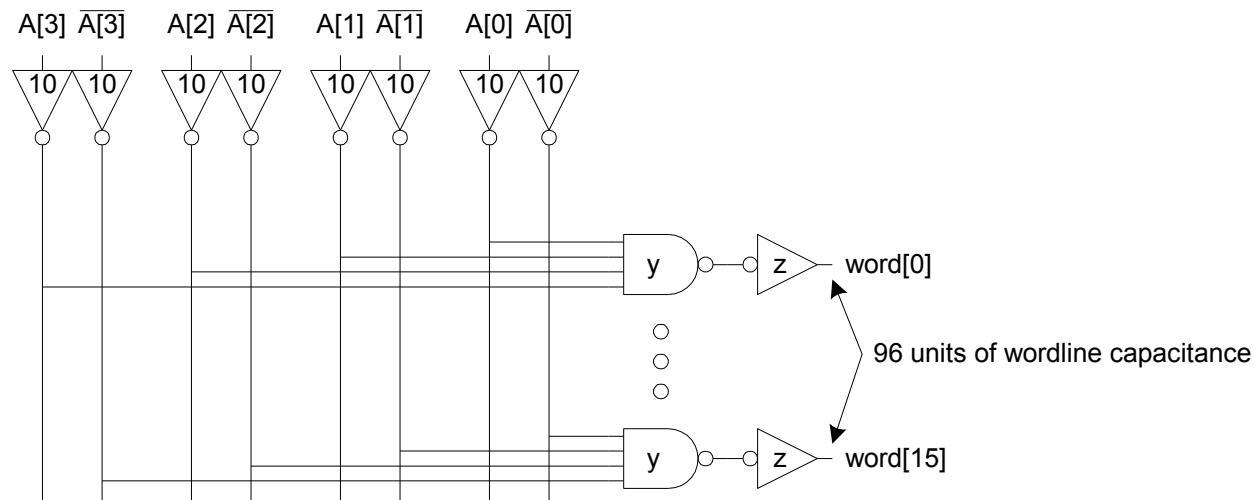 A[3] A̅[̅3̅]̅ A[2] A̅[̅2̅]̅ A[1] A̅[̅1̅]̅ A[0] A̅[̅0̅]̅
10 10 10 10 10 10 10 10
y z word[0]
96 units of wordline capacitance
y z word[15]